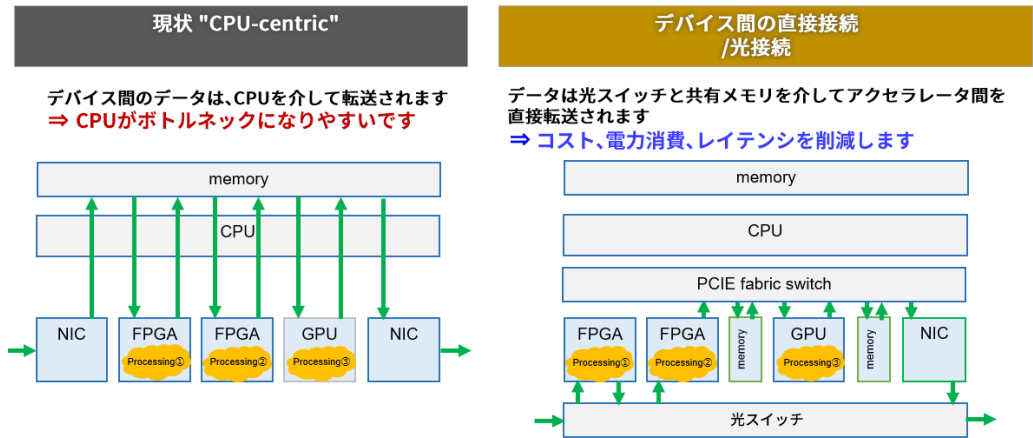 現状 "CPU-centric"
デバイス間のデータは、CPUを介して転送されます
⇒ CPUがボトルネックになりやすいです
memory
CPU
NIC
FPGA
Processing①
FPGA
Processing②
GPU
Processing③
NIC
デバイス間の直接接続
/光接続
データは光スイッチと共有メモリを介してアクセラレータ間を
直接転送されます
⇒ コスト、電力消費、レイテンシを削減します
memory
CPU
PCIE fabric switch
FPGA
Processing①
FPGA
Processing②
memory
GPU
Processing③
memory
NIC
光スイッチ